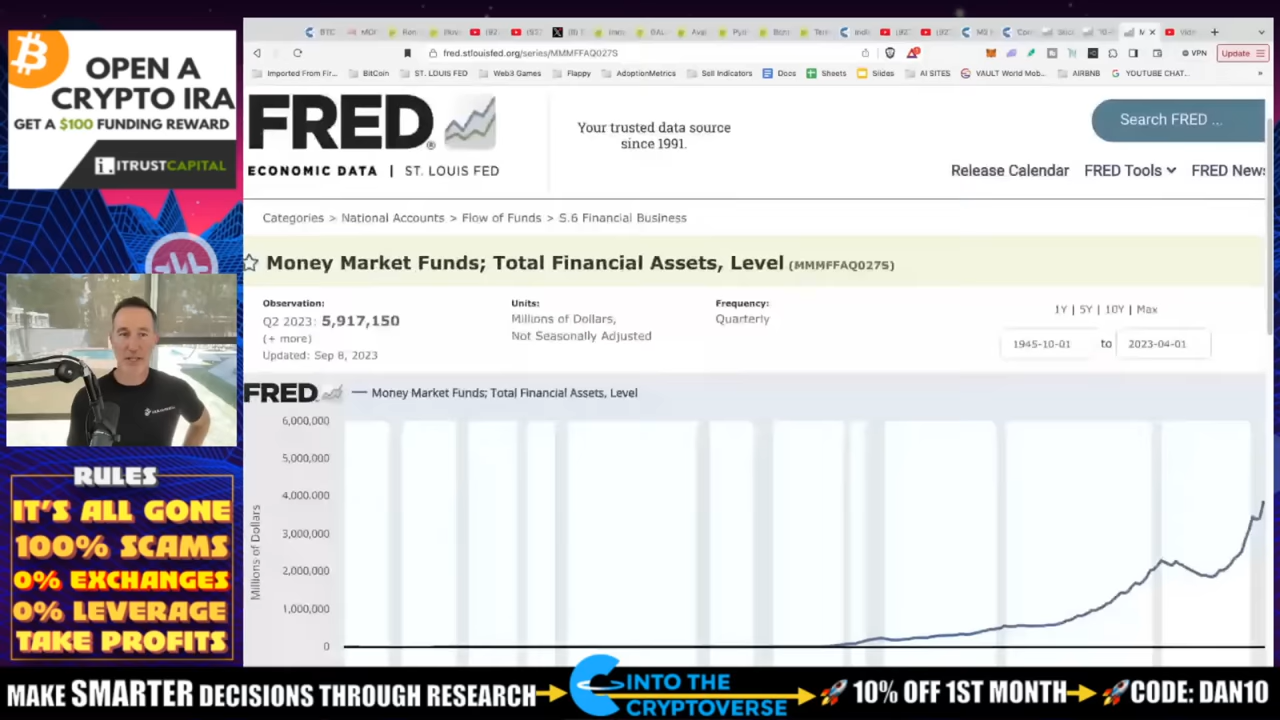 OPEN A
CRYPTO IRA
GET A $100 FUNDING REWARD
ITRUSTCAPITAL
RULES
IT'S ALL GONE
100% SCAMS
0% EXCHANGES
0% LEVERAGE
TAKE PROFITS
BTC
fred.stlouisfed.org/series/MMMFFAQ027S
VPN
Update
Imported From Fir...
BitCoin
ST. LOUIS FED
Web3 Games
Flappy
AdoptionMetrics
Sell Indicators
Docs
Sheets
Slides
AI SITES
VAULT World Mob...
AIRBNB
YOUTUBE CHAT...
FRED
ECONOMIC DATA | ST. LOUIS FED
Your trusted data source
since 1991.
Search FRED ...
Release Calendar
FRED Tools
FRED News
Categories > National Accounts > Flow of Funds > S.6 Financial Business
Money Market Funds; Total Financial Assets, Level (MMMFFAQ027S)
Observation:
Q2 2023: 5,917,150
(+ more)
Updated: Sep 8, 2023
Units:
Millions of Dollars,
Not Seasonally Adjusted
Frequency:
Quarterly
1Y | 5Y | 10Y | Max
1945-10-01 to 2023-04-01
FRED
Money Market Funds; Total Financial Assets, Level
Millions of Dollars
6,000,000
5,000,000
4,000,000
3,000,000
2,000,000
1,000,000
0
MAKE SMARTER DECISIONS THROUGH RESEARCH
INTO THE
CRYPTOVERSE
10% OFF 1ST MONTH
CODE: DAN10